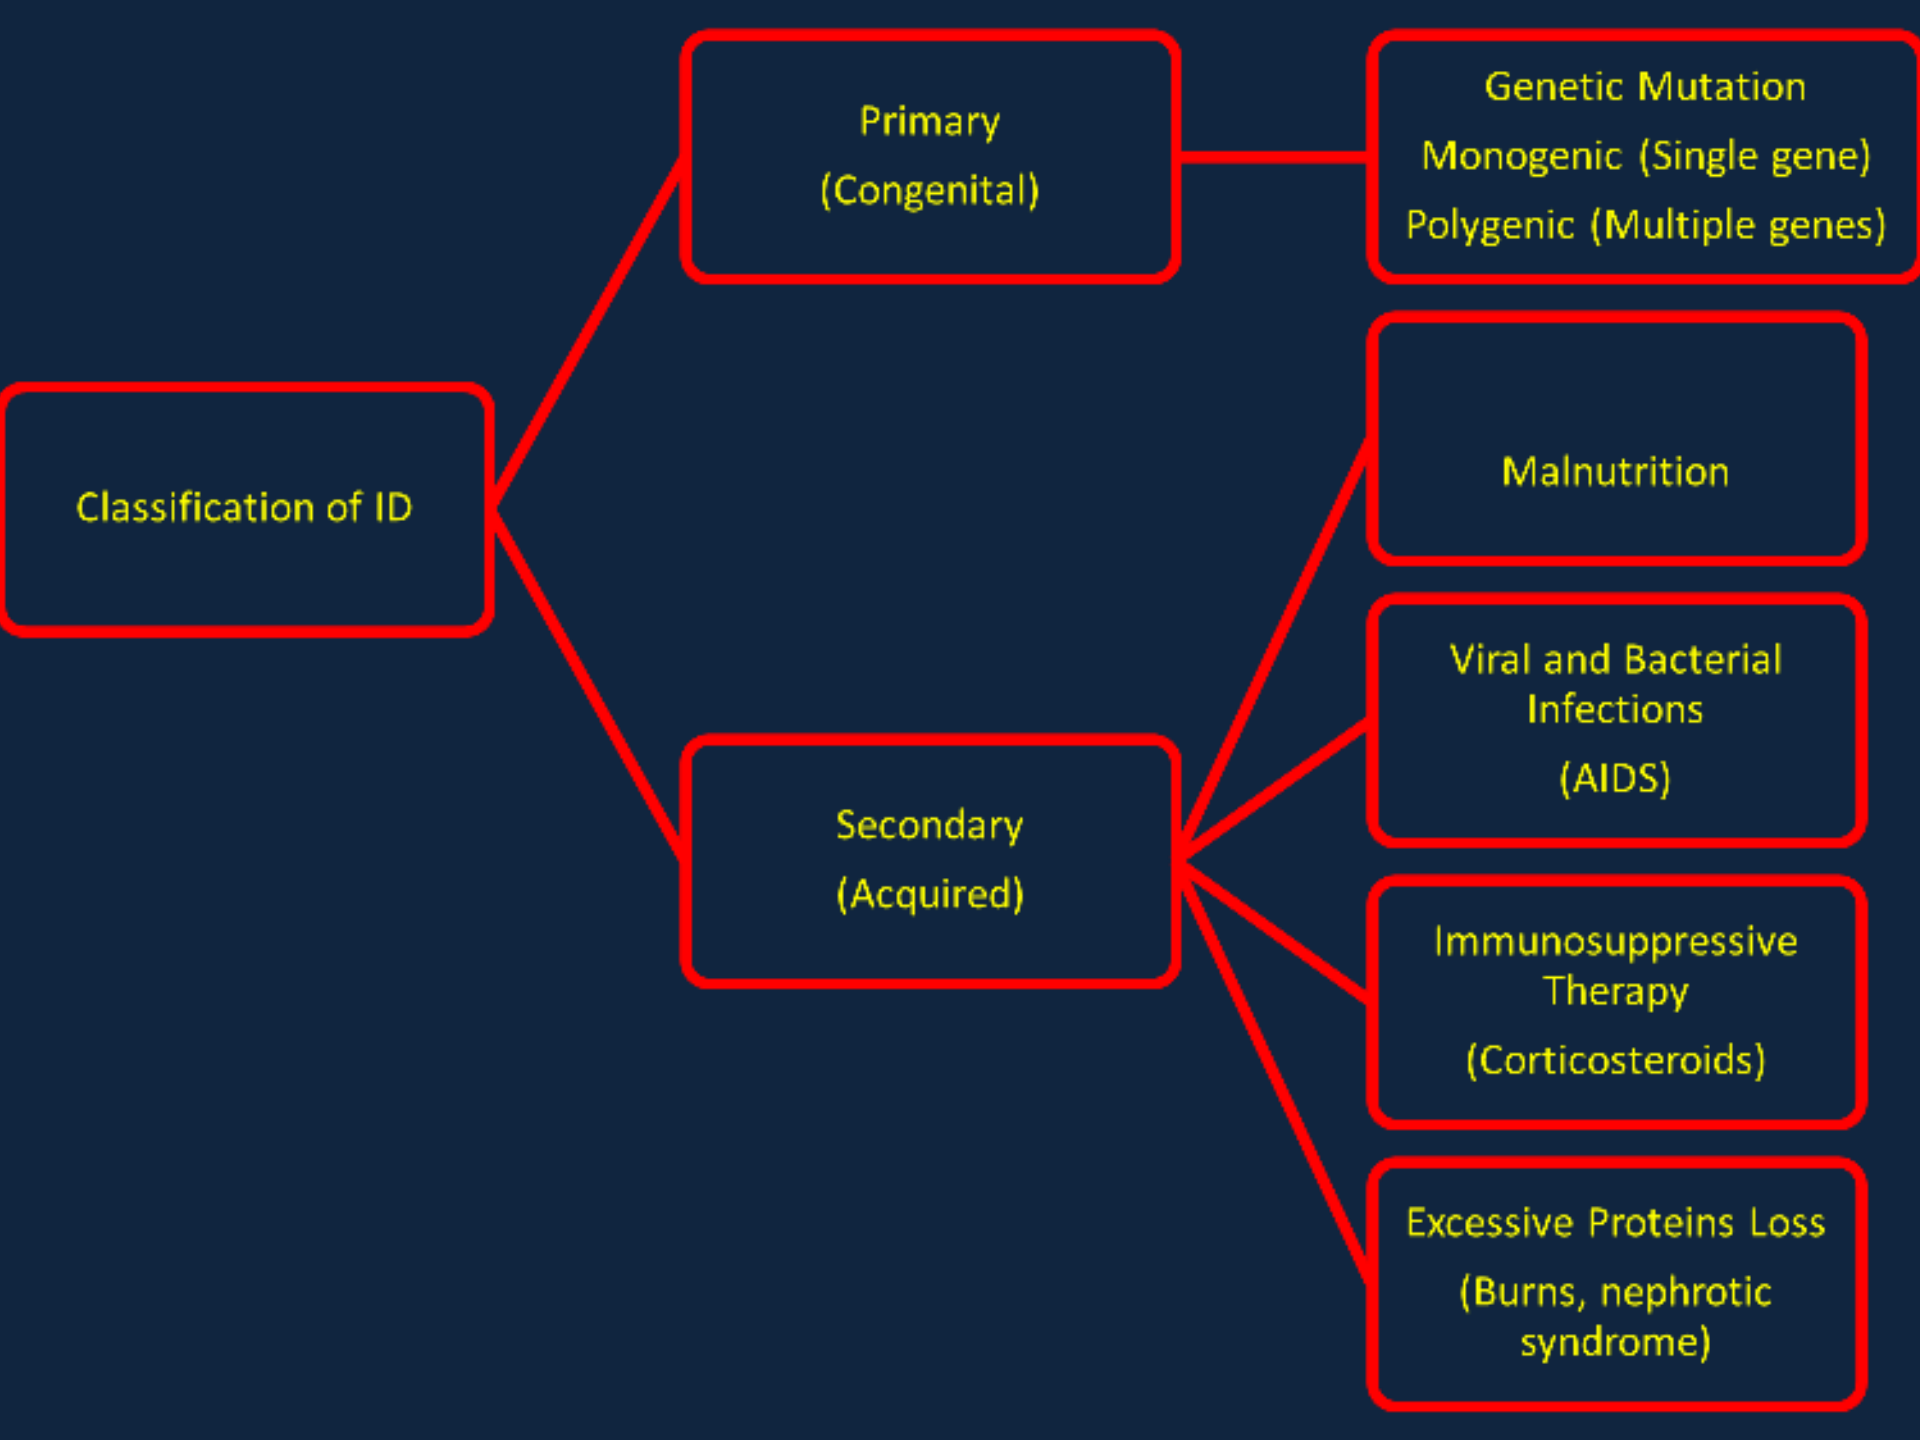 Classification of ID
Primary
(Congenital)
Genetic Mutation
Monogenic (Single gene)
Polygenic (Multiple genes)
Secondary
(Acquired)
Malnutrition
Viral and Bacterial
Infections
(AIDS)
Immunosuppressive
Therapy
(Corticosteroids)
Excessive Proteins Loss
(Burns, nephrotic
syndrome)